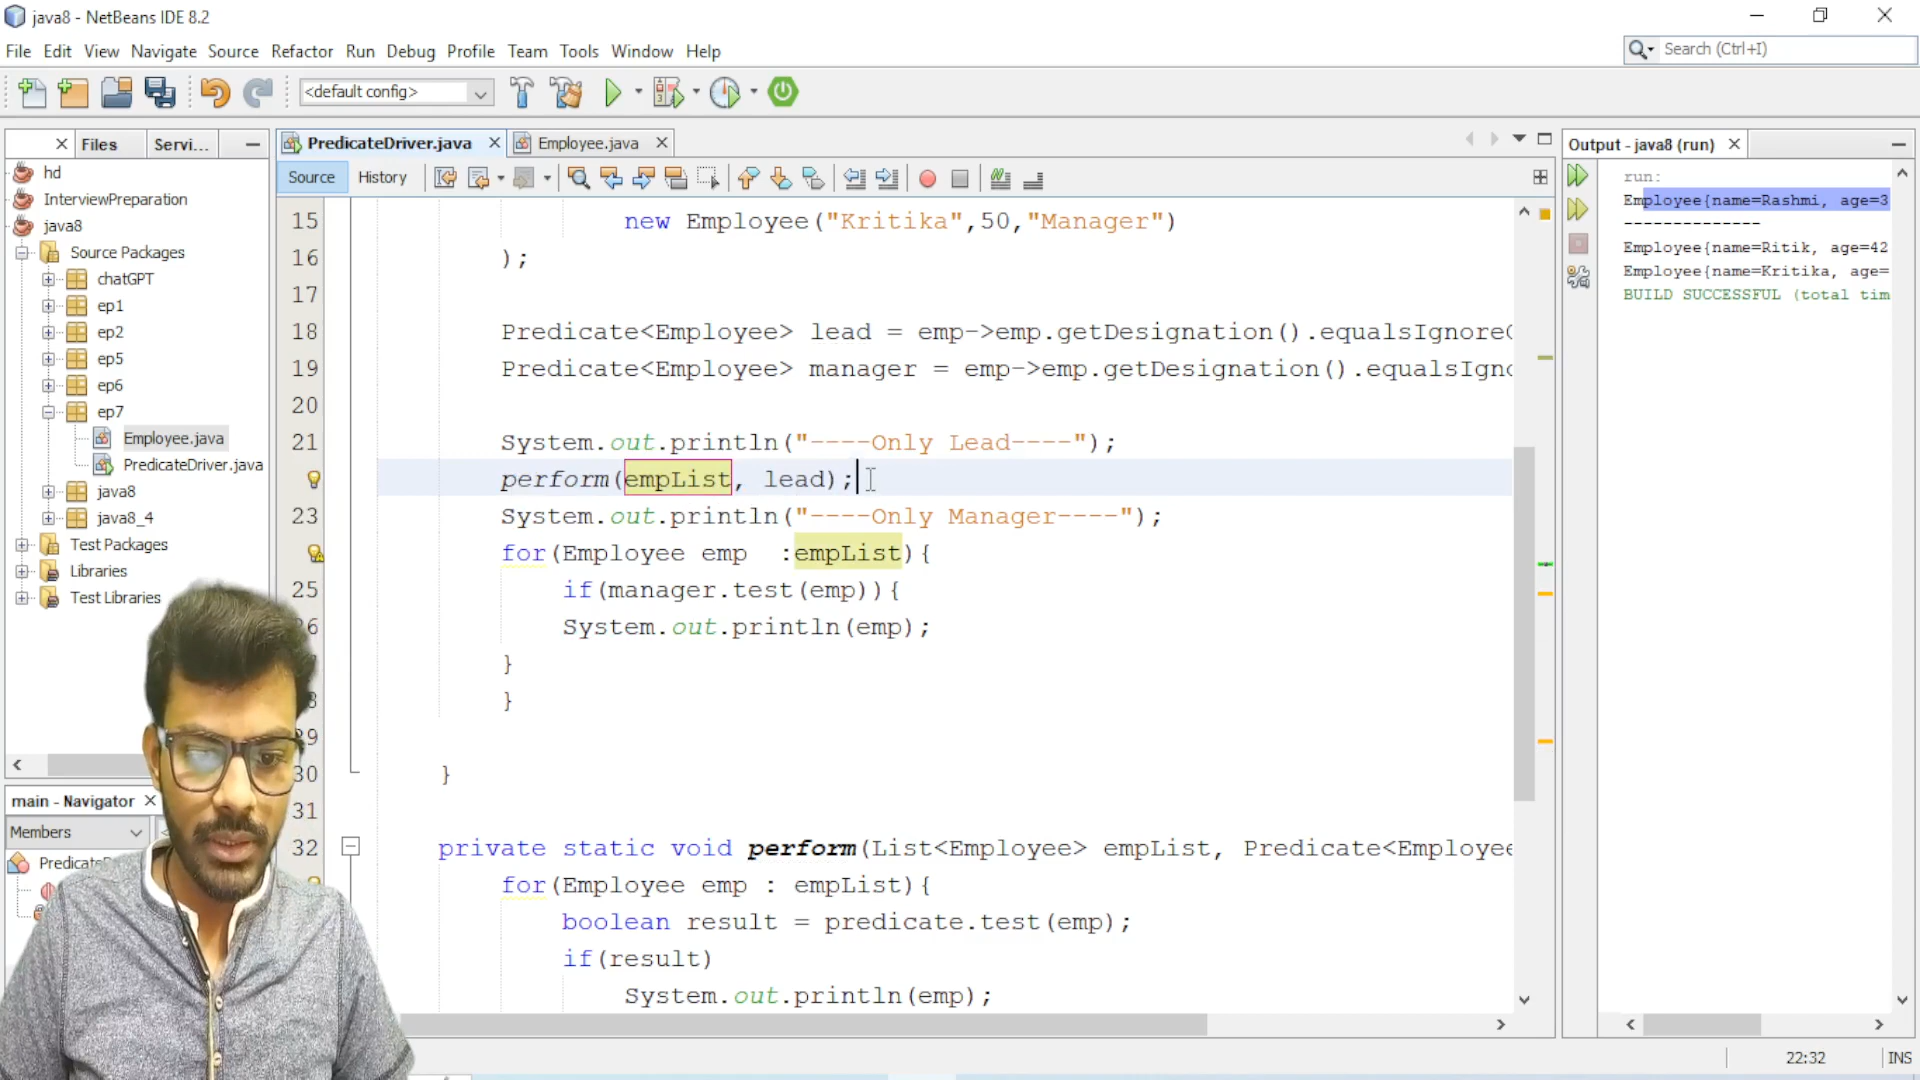 java8 - NetBeans IDE 8.2
File Edit View Navigate Source Refactor Run Debug Profile Team Tools Window Help
Search (Ctrl+I)
<default config>
Files
Servi...
hd
InterviewPreparation
java8
Source Packages
chatGPT
ep1
ep2
ep5
ep6
ep7
Employee.java
PredicateDriver.java
java8
java8_4
Test Packages
Libraries
Test Libraries
main - Navigator
Members
PredicateD
PredicateDriver.java
Employee.java
Source
History
15 new Employee("Kritika",50,"Manager")
16 );
17
18 Predicate<Employee> lead = emp->emp.getDesignation().equalsIgnore
19 Predicate<Employee> manager = emp->emp.getDesignation().equalsIgno
20
21 System.out.println("----Only Lead----");
perform(empList, lead);
23 System.out.println("----Only Manager----");
for(Employee emp :empList){
25 if(manager.test(emp)){
26 System.out.println(emp);
}
}
29
30 }
31
32 private static void perform(List<Employee> empList, Predicate<Employee
for(Employee emp : empList){
boolean result = predicate.test(emp);
if(result)
System.out.println(emp);
Output - java8 (run)
run:
Employee{name=Rashmi, age=3
--------------
Employee{name=Ritik, age=42
Employee{name=Kritika, age=
BUILD SUCCESSFUL (total tim
22:32
INS